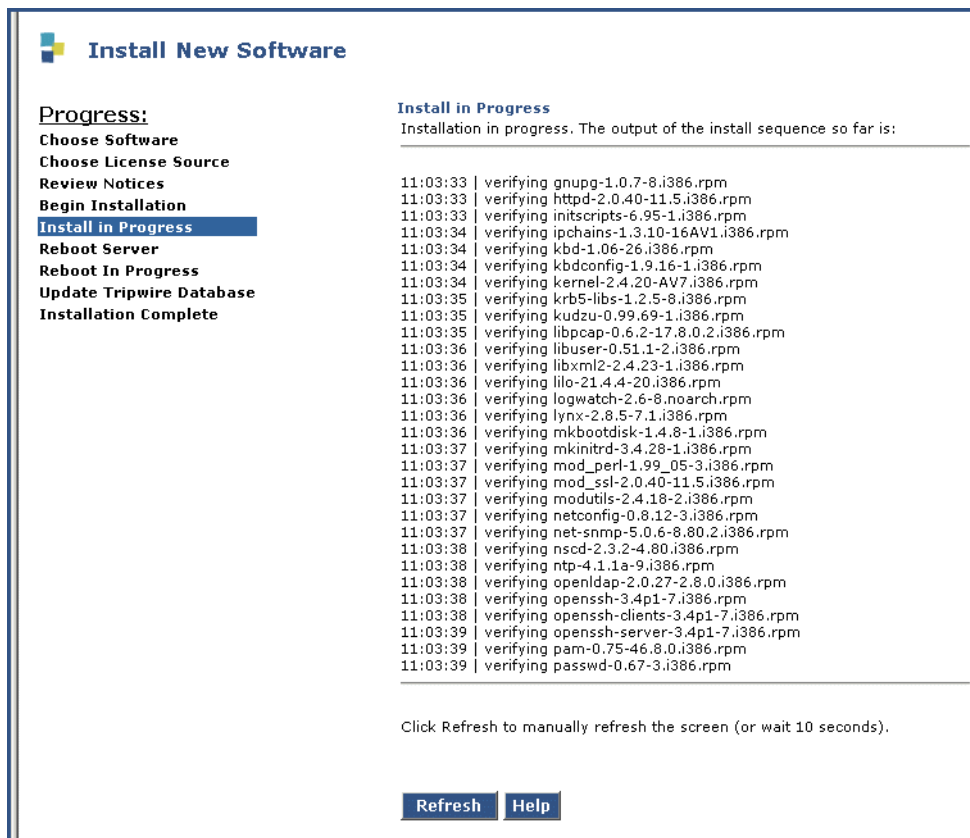 Install New Software
Progress:
Choose Software
Choose License Source
Review Notices
Begin Installation
Install in Progress
Reboot Server
Reboot In Progress
Update Tripwire Database
Installation Complete
Install in Progress
Installation in progress. The output of the install sequence so far is:
11:03:33 | verifying gnupg-1.0.7-8.i386.rpm
11:03:33 | verifying httpd-2.0.40-11.5.i386.rpm
11:03:33 | verifying initscripts-6.95-1.i386.rpm
11:03:34 | verifying ipchains-1.3.10-16AV1.i386.rpm
11:03:34 | verifying kbd-1.06-26.i386.rpm
11:03:34 | verifying kbdconfig-1.9.16-1.i386.rpm
11:03:34 | verifying kernel-2.4.20-AV7.i386.rpm
11:03:35 | verifying krb5-libs-1.2.5-8.i386.rpm
11:03:35 | verifying kudzu-0.99.69-1.i386.rpm
11:03:35 | verifying libpcap-0.6.2-17.8.0.2.i386.rpm
11:03:36 | verifying libuser-0.51.1-2.i386.rpm
11:03:36 | verifying libxml2-2.4.23-1.i386.rpm
11:03:36 | verifying lilo-21.4.4-20.i386.rpm
11:03:36 | verifying logwatch-2.6-8.noarch.rpm
11:03:36 | verifying lynx-2.8.5-7.1.i386.rpm
11:03:36 | verifying mkbootdisk-1.4.8-1.i386.rpm
11:03:37 | verifying mkinitrd-3.4.28-1.i386.rpm
11:03:37 | verifying mod_perl-1.99_05-3.i386.rpm
11:03:37 | verifying mod_ssl-2.0.40-11.5.i386.rpm
11:03:37 | verifying modutils-2.4.18-2.i386.rpm
11:03:37 | verifying netconfig-0.8.12-3.i386.rpm
11:03:37 | verifying net-snmp-5.0.6-8.80.2.i386.rpm
11:03:38 | verifying nscd-2.3.2-4.80.i386.rpm
11:03:38 | verifying ntp-4.1.1a-9.i386.rpm
11:03:38 | verifying openldap-2.0.27-2.8.0.i386.rpm
11:03:38 | verifying openssh-3.4p1-7.i386.rpm
11:03:38 | verifying openssh-clients-3.4p1-7.i386.rpm
11:03:39 | verifying openssh-server-3.4p1-7.i386.rpm
11:03:39 | verifying pam-0.75-46.8.0.i386.rpm
11:03:39 | verifying passwd-0.67-3.i386.rpm
Click Refresh to manually refresh the screen (or wait 10 seconds).
Refresh Help